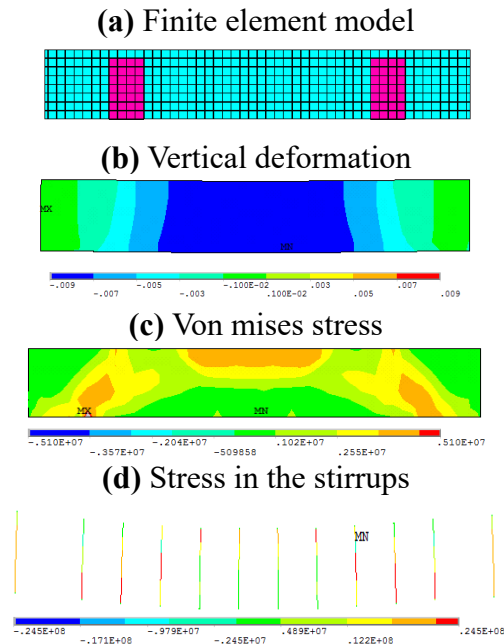 (a) Finite element model
(b) Vertical deformation
MX
MN
-.009 -.005 -.100E-02 .003 .007
-.007 -.003 .100E-02 .005 .009
(c) Von mises stress
MX MN
-.510E+07 -.204E+07 .102E+07 .510E+07
-.357E+07 -509858 .255E+07
(d) Stress in the stirrups
MN
-.245E+08 -.979E+07 .489E+07 .245E+08
-.171E+08 -.245E+07 .122E+08